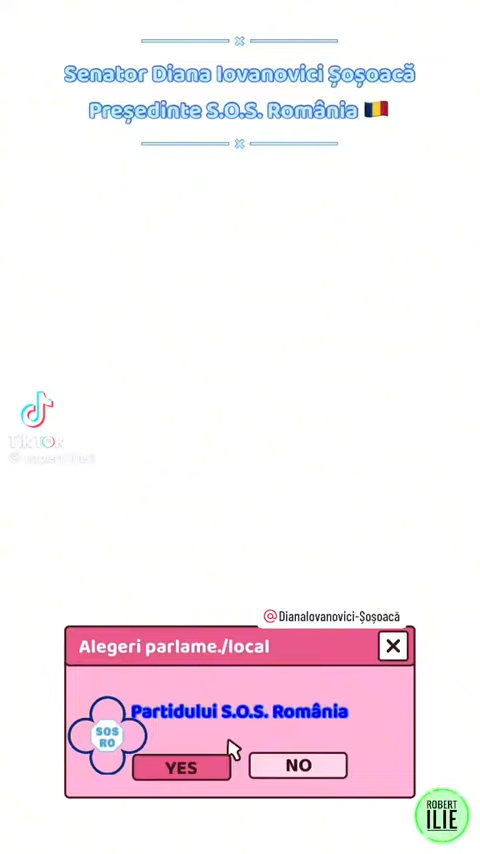 Senator Diana Iovanovici Șoșoacă
Președinte S.O.S. România
TikTok
@DianaIovanovici-Șoșoacă
Alegeri parlame./local
Partidului S.O.S. România
SOS
RO
YES
NO
ROBERT
ILIE